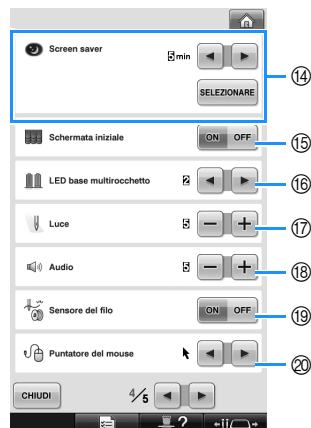 Screen saver
5 min
⑭
SELEZIONARE
Schermata iniziale ON OFF ⑮
LED base multirocchetto 2 ⑯
Luce 5 − + ⑰
Audio 5 − + ⑱
Sensore del filo ON OFF ⑲
Puntatore del mouse ⑳
CHIUDI 4/5
?